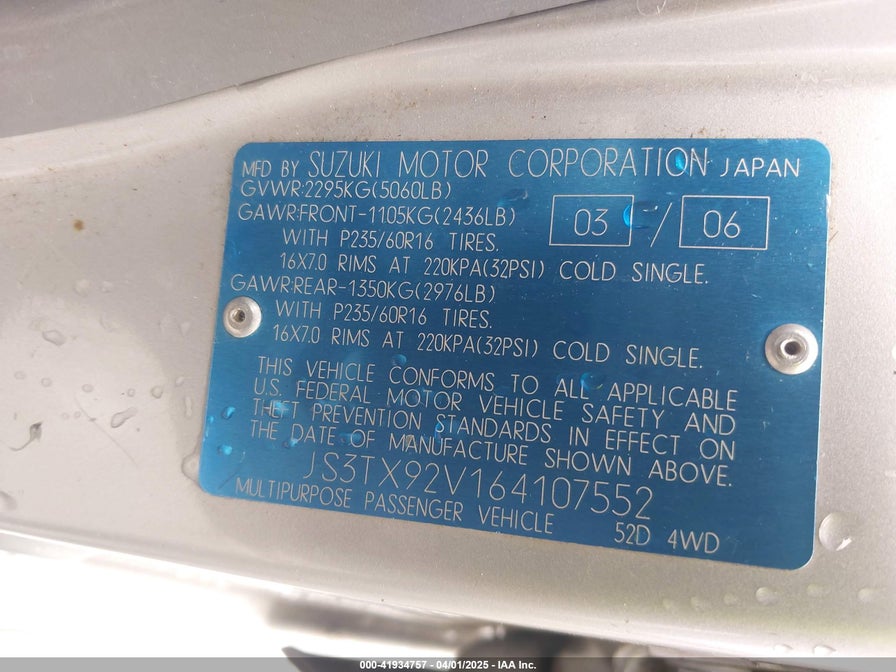 MFD BY SUZUKI MOTOR CORPORATION JAPAN
GVWR:2295KG(5060LB)
GAWR:FRONT-1105KG(2436LB)
03 / 06
WITH P235/60R16 TIRES.
16X7.0 RIMS AT 220KPA(32PSI) COLD SINGLE.
GAWR:REAR-1350KG(2976LB)
WITH P235/60R16 TIRES.
16X7.0 RIMS AT 220KPA(32PSI) COLD SINGLE.
THIS VEHICLE CONFORMS TO ALL APPLICABLE
U.S. FEDERAL MOTOR VEHICLE SAFETY AND
THEFT PREVENTION STANDARDS IN EFFECT ON
THE DATE OF MANUFACTURE SHOWN ABOVE.
JS3TX92V164107552
MULTIPURPOSE PASSENGER VEHICLE 52D 4WD
000-41934757 - 04/01/2025 - IAA Inc.